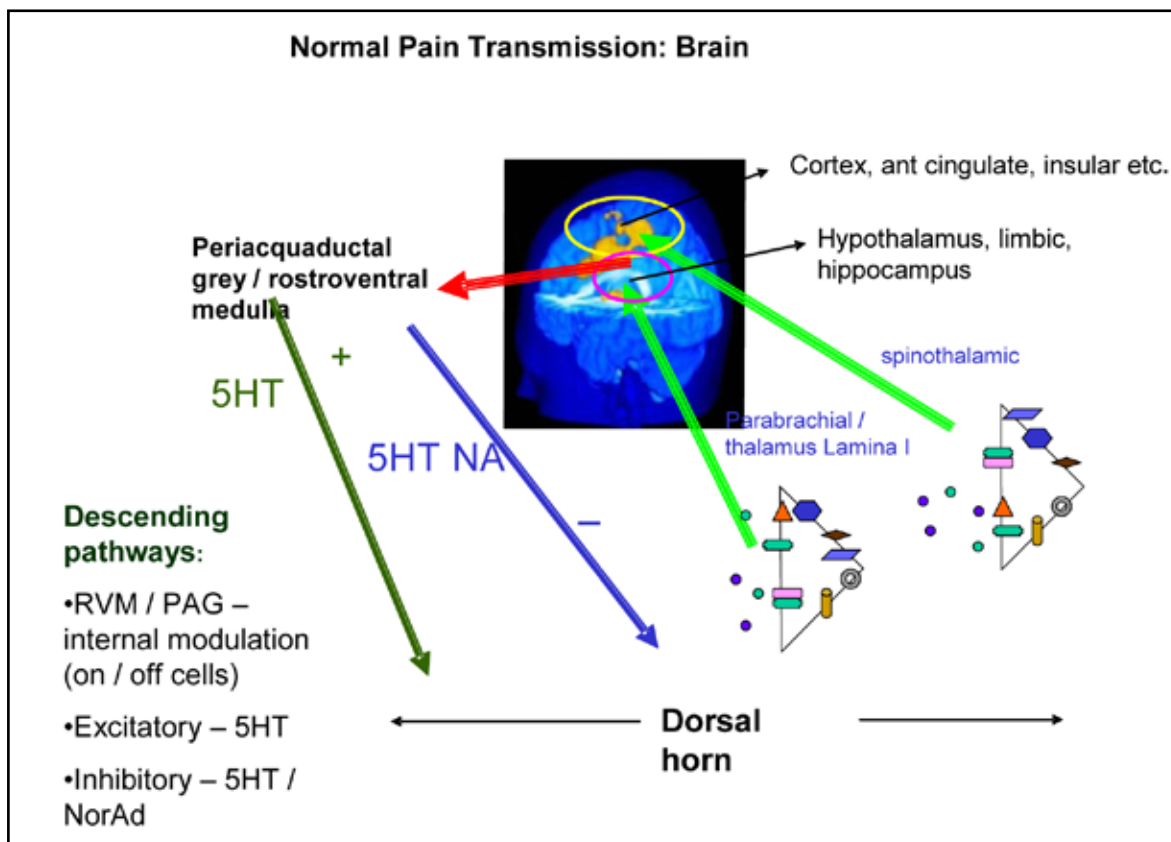 Normal Pain Transmission: Brain
Cortex, ant cingulate, insular etc.
Hypothalamus, limbic,
hippocampus
Periacquaductal
grey / rostroventral
medulla
spinothalamic
+
5HT
Parabrachial /
thalamus Lamina I
5HT NA
–
Descending
pathways:
•RVM / PAG –
internal modulation
(on / off cells)
•Excitatory – 5HT
•Inhibitory – 5HT /
NorAd
Dorsal
horn